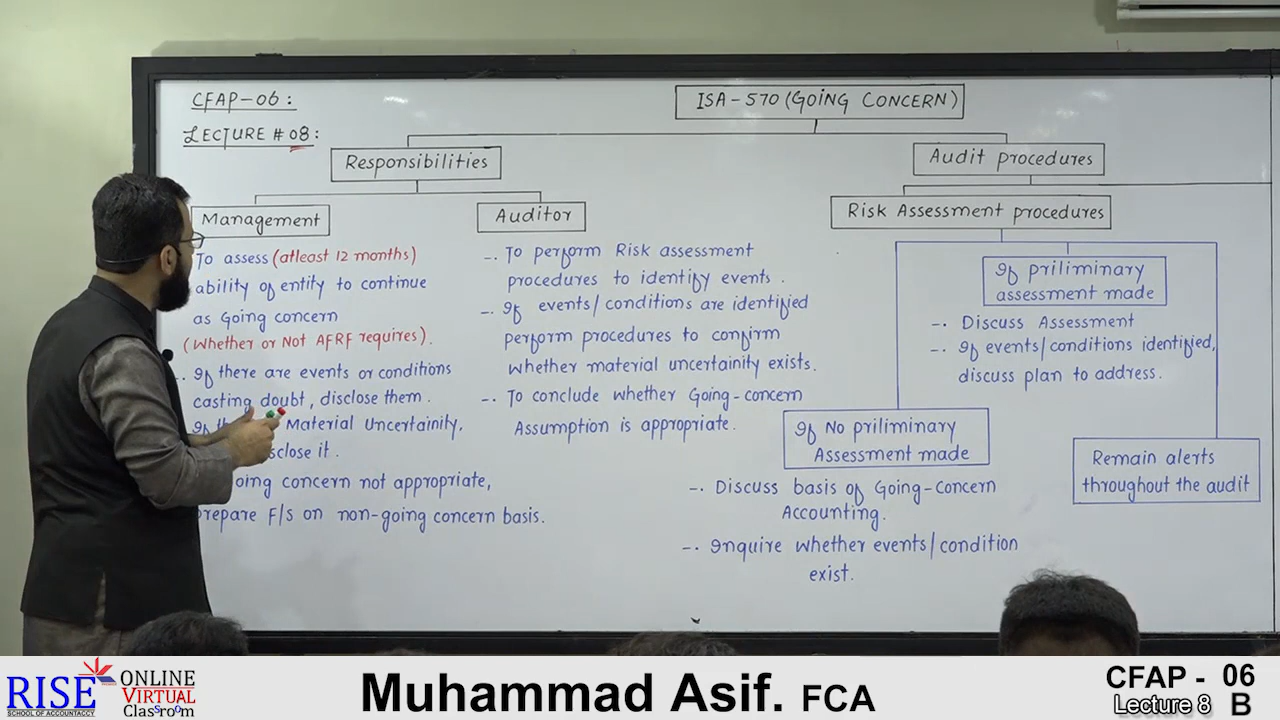 CFAP-06:
LECTURE # 08:
ISA-570 (GOING CONCERN)
Responsibilities
Management
To assess (atleast 12 months)
ability of entity to continue
as Going concern
(Whether or Not AFRF requires).
-. If there are events or conditions
casting doubt, disclose them.
Material Uncertainity,
close it.
oing concern not appropriate,
prepare F/s on non-going concern basis.
Auditor
-. To perform Risk assessment
procedures to identify events.
-. If events/conditions are identified
perform procedures to confirm
whether material uncertainity exists.
-. To conclude whether Going-concern
Assumption is appropriate.
Audit procedures
Risk Assessment procedures
If No priliminary
Assessment made
-. Discuss basis of Going-Concern
Accounting.
-. Inquire whether events/condition
exist.
If priliminary
assessment made
-. Discuss Assessment
-. If events/conditions identified,
discuss plan to address.
Remain alerts
throughout the audit
RISE
SCHOOL OF ACCOUNTANCY
ONLINE
VIRTUAL
Classroom
Muhammad Asif. FCA
CFAP - 06
Lecture 8 B